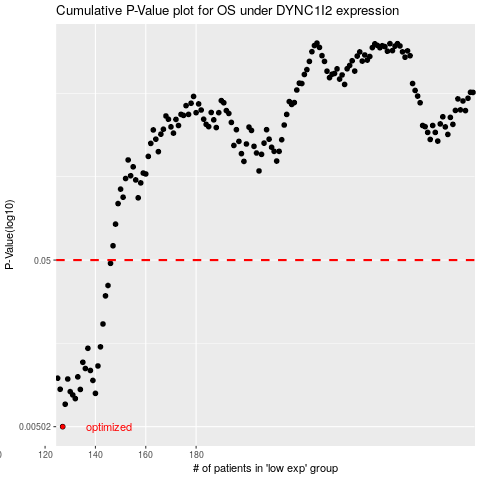 Cumulative P-Value plot for OS under DYNC1I2 expression
P-Value(log10)
0.05
0.00502
optimized
0
120
140
160
180
# of patients in 'low exp' group